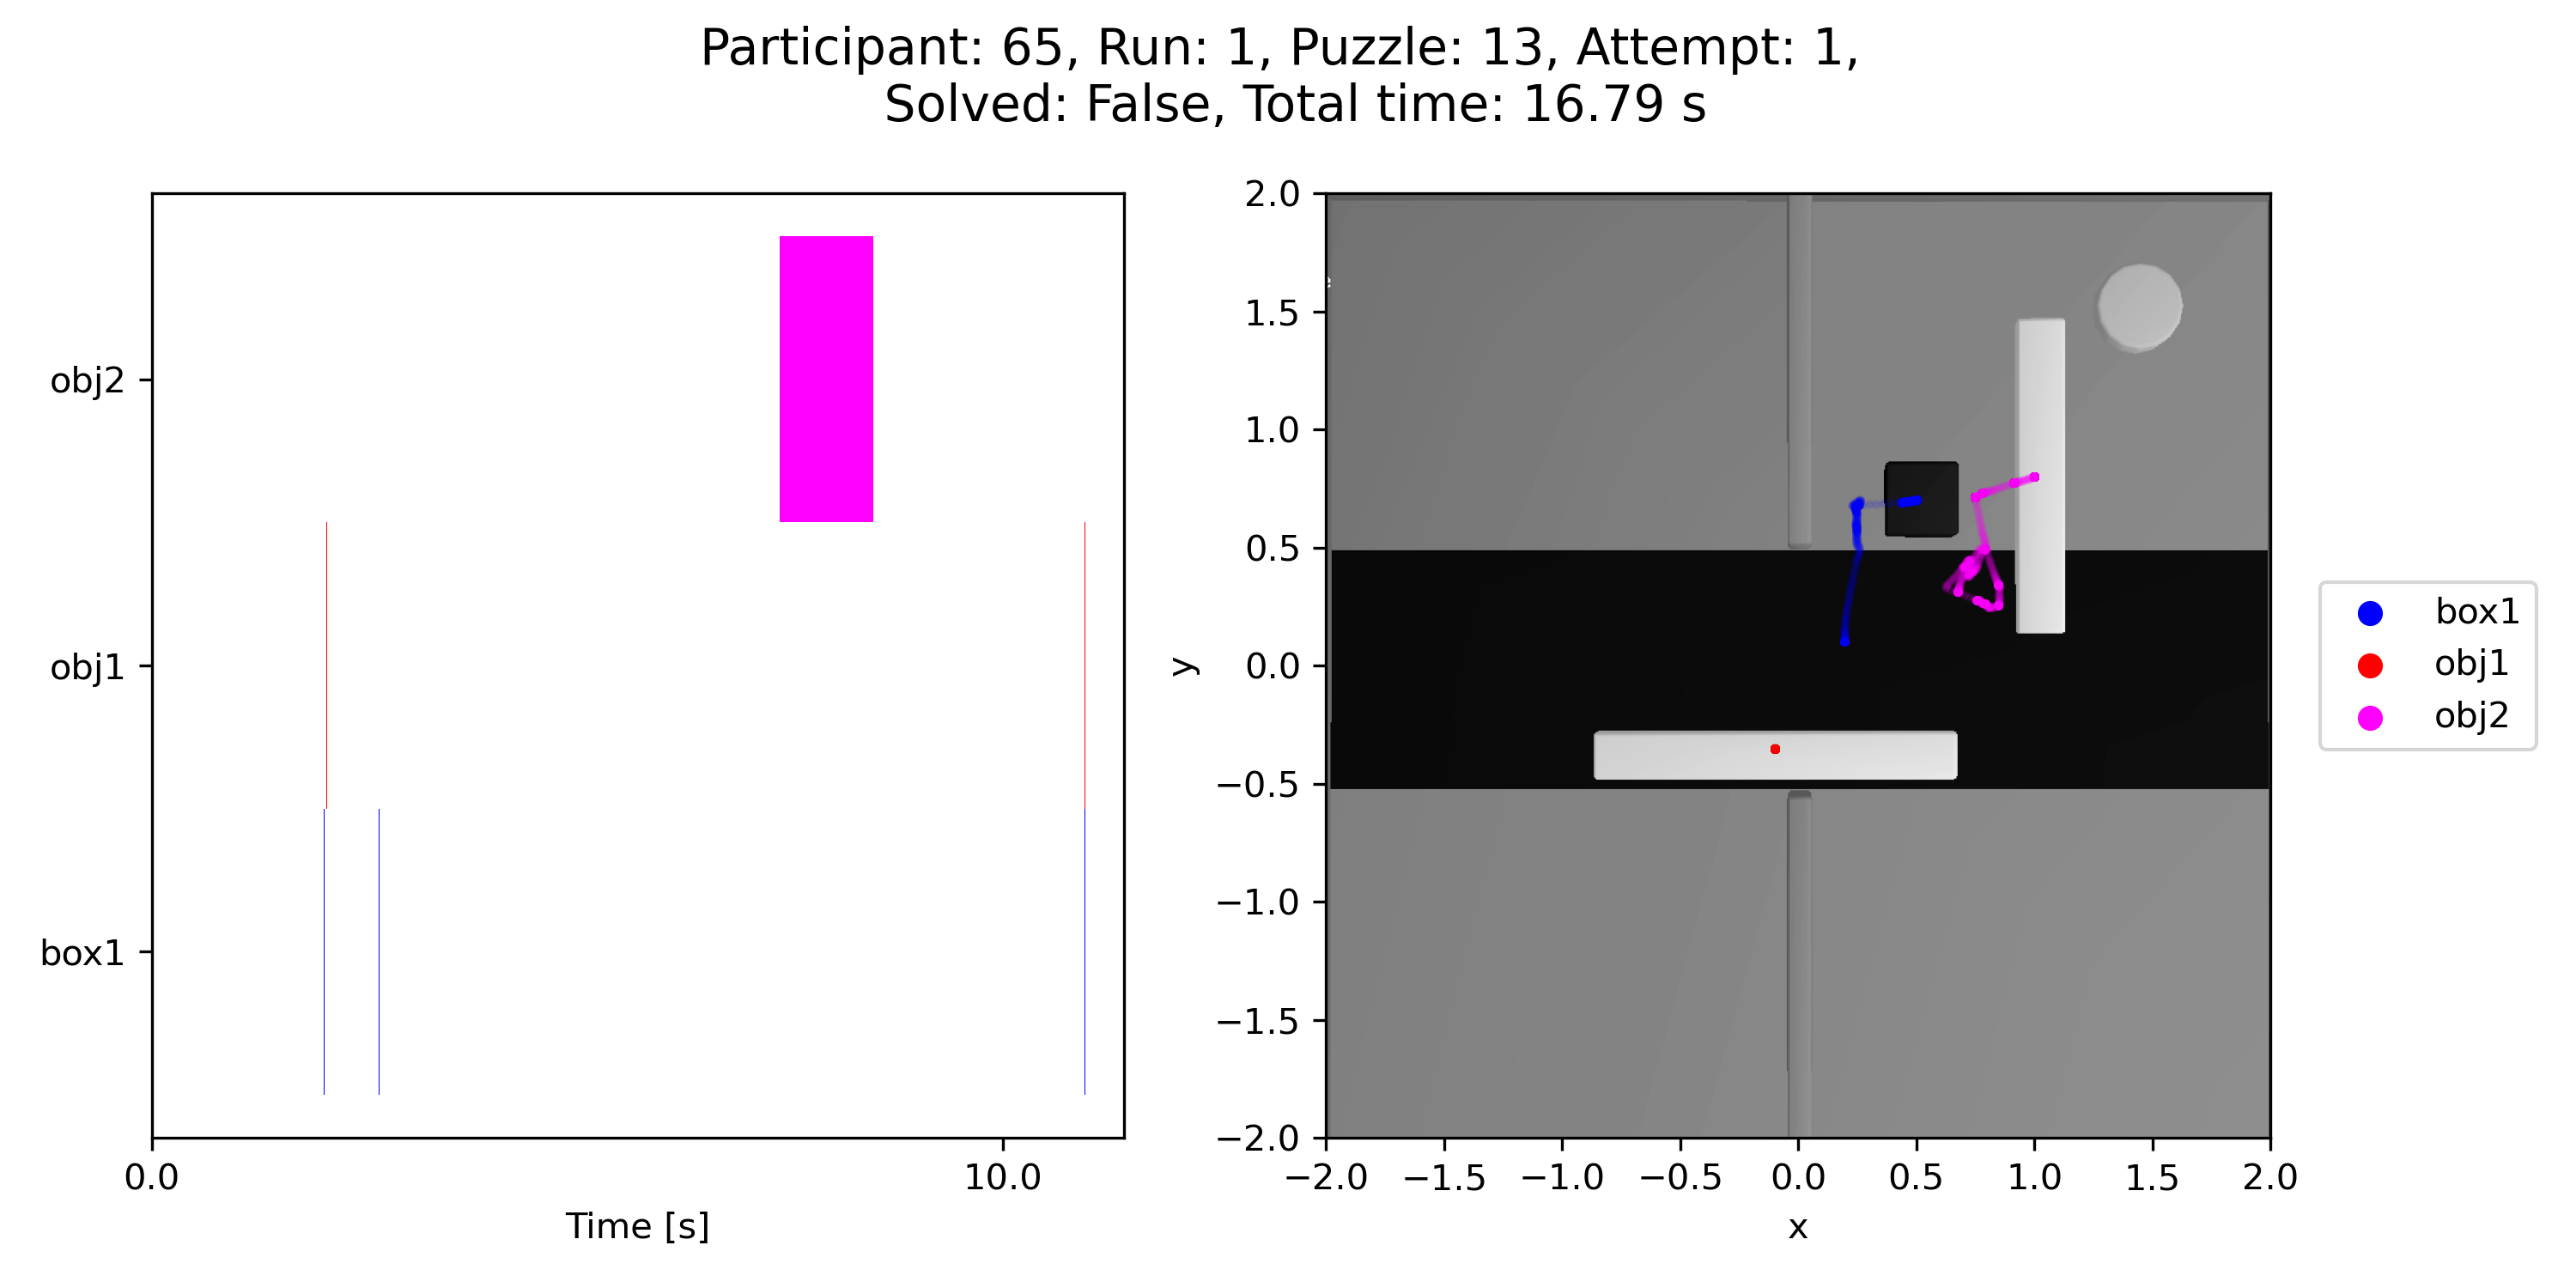 Participant: 65, Run: 1, Puzzle: 13, Attempt: 1,
Solved: False, Total time: 16.79 s
obj2
obj1
box1
0.0
10.0
Time [s]
2.0
1.5
1.0
0.5
0.0
−0.5
−1.0
−1.5
−2.0
y
−2.0
−1.5
−1.0
−0.5
0.0
0.5
1.0
1.5
2.0
x
box1
obj1
obj2